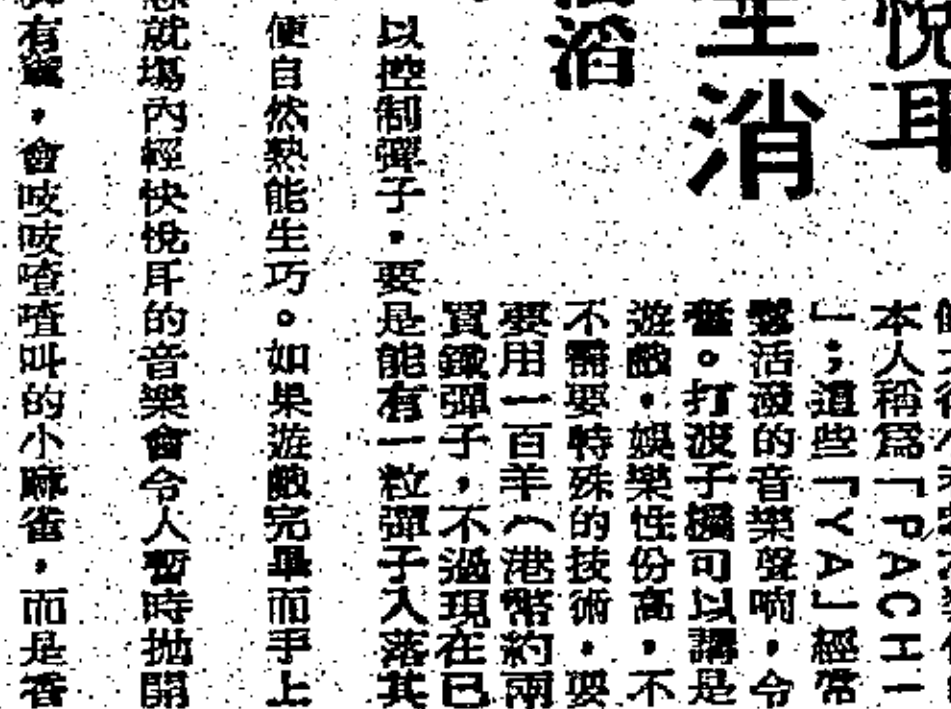 悅耳
消
滔
本人稱爲「PACHI
」;這些「YA」經常
活潑的音樂聲响,令
。打波子機可以講是
遊戲,娛樂性份高,不
不需要特殊的技術,要
要用一百羊(港幣約兩
買鐵彈子,不過現在已
以控制彈子,要是能有一粒彈子入落其
便自然熟能生巧。如果遊戲完畢而手上
就塲內輕快悅耳的音樂會令人暫時拋開
有竇,會吱吱喳喳叫的小麻雀,而是香